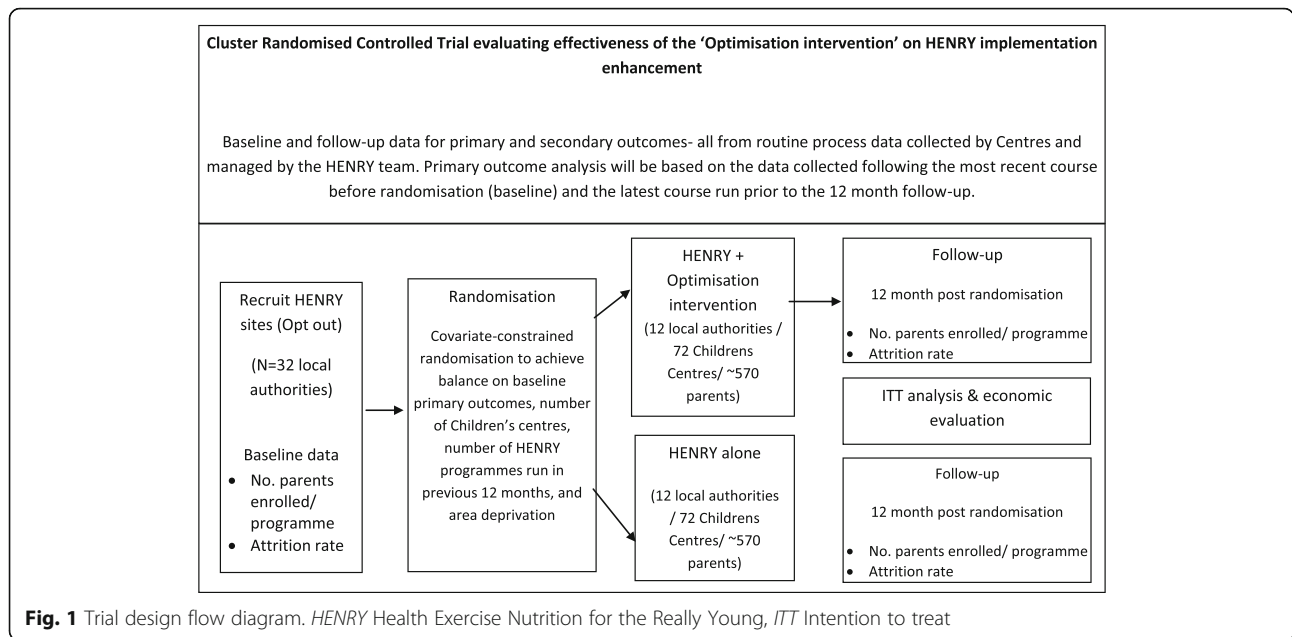 Cluster Randomised Controlled Trial evaluating effectiveness of the ‘Optimisation intervention’ on HENRY implementation
enhancement
Baseline and follow-up data for primary and secondary outcomes- all from routine process data collected by Centres and
managed by the HENRY team. Primary outcome analysis will be based on the data collected following the most recent course
before randomisation (baseline) and the latest course run prior to the 12 month follow-up.
Recruit HENRY
sites (Opt out)
(N=32 local
authorities)
Baseline data
• No. parents
enrolled/
programme
• Attrition rate
Randomisation
Covariate-constrained
randomisation to achieve
balance on baseline
primary outcomes, number
of Children’s centres,
number of HENRY
programmes run in
previous 12 months, and
area deprivation
HENRY +
Optimisation
intervention
(12 local authorities /
72 Childrens
Centres/ ~570
parents)
HENRY alone
(12 local authorities
/ 72 Childrens
Centres/ ~570
parents)
Follow-up
12 month post randomisation
• No. parents enrolled/ programme
• Attrition rate
ITT analysis & economic
evaluation
Follow-up
12 month post randomisation
• No. parents enrolled/ programme
• Attrition rate
Fig. 1 Trial design flow diagram. HENRY Health Exercise Nutrition for the Really Young, ITT Intention to treat